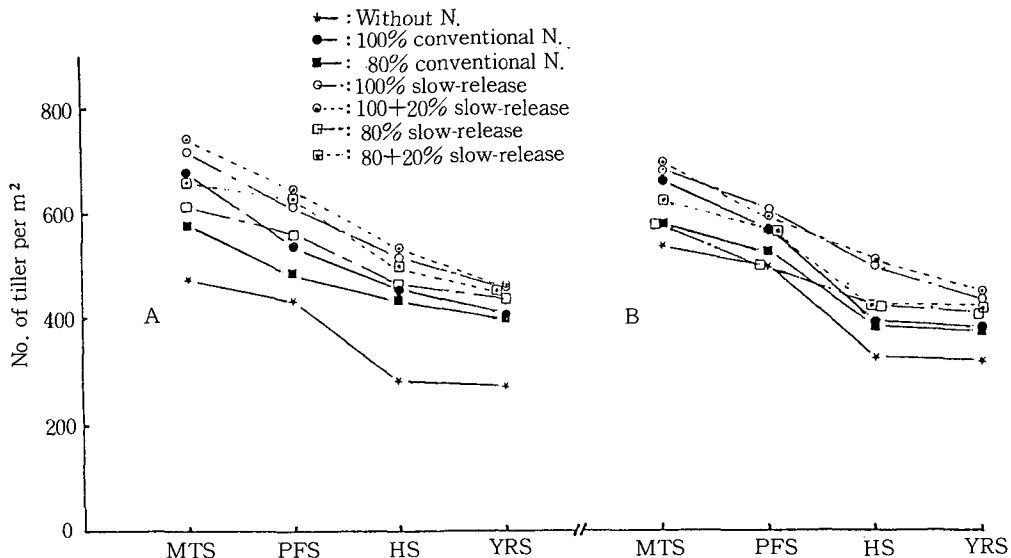 : Without N.
: 100% conventional N.
: 80% conventional N.
: 100% slow-release
: 100+20% slow-release
: 80% slow-release
: 80+20% slow-release
No. of tiller per m²
800
600
400
200
0
A
B
MTS PFS HS YRS MTS PFS HS YRS